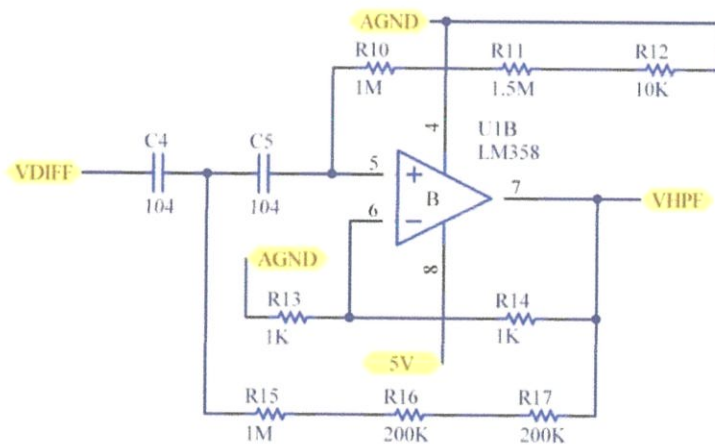 AGND
R10
R11
R12
1M
1.5M
10K
4
U1B
LM358
C4
C5
VDIFF
5
+
B
7
VHPF
104
104
6
−
AGND
8
R13
R14
1K
1K
5V
R15
R16
R17
1M
200K
200K